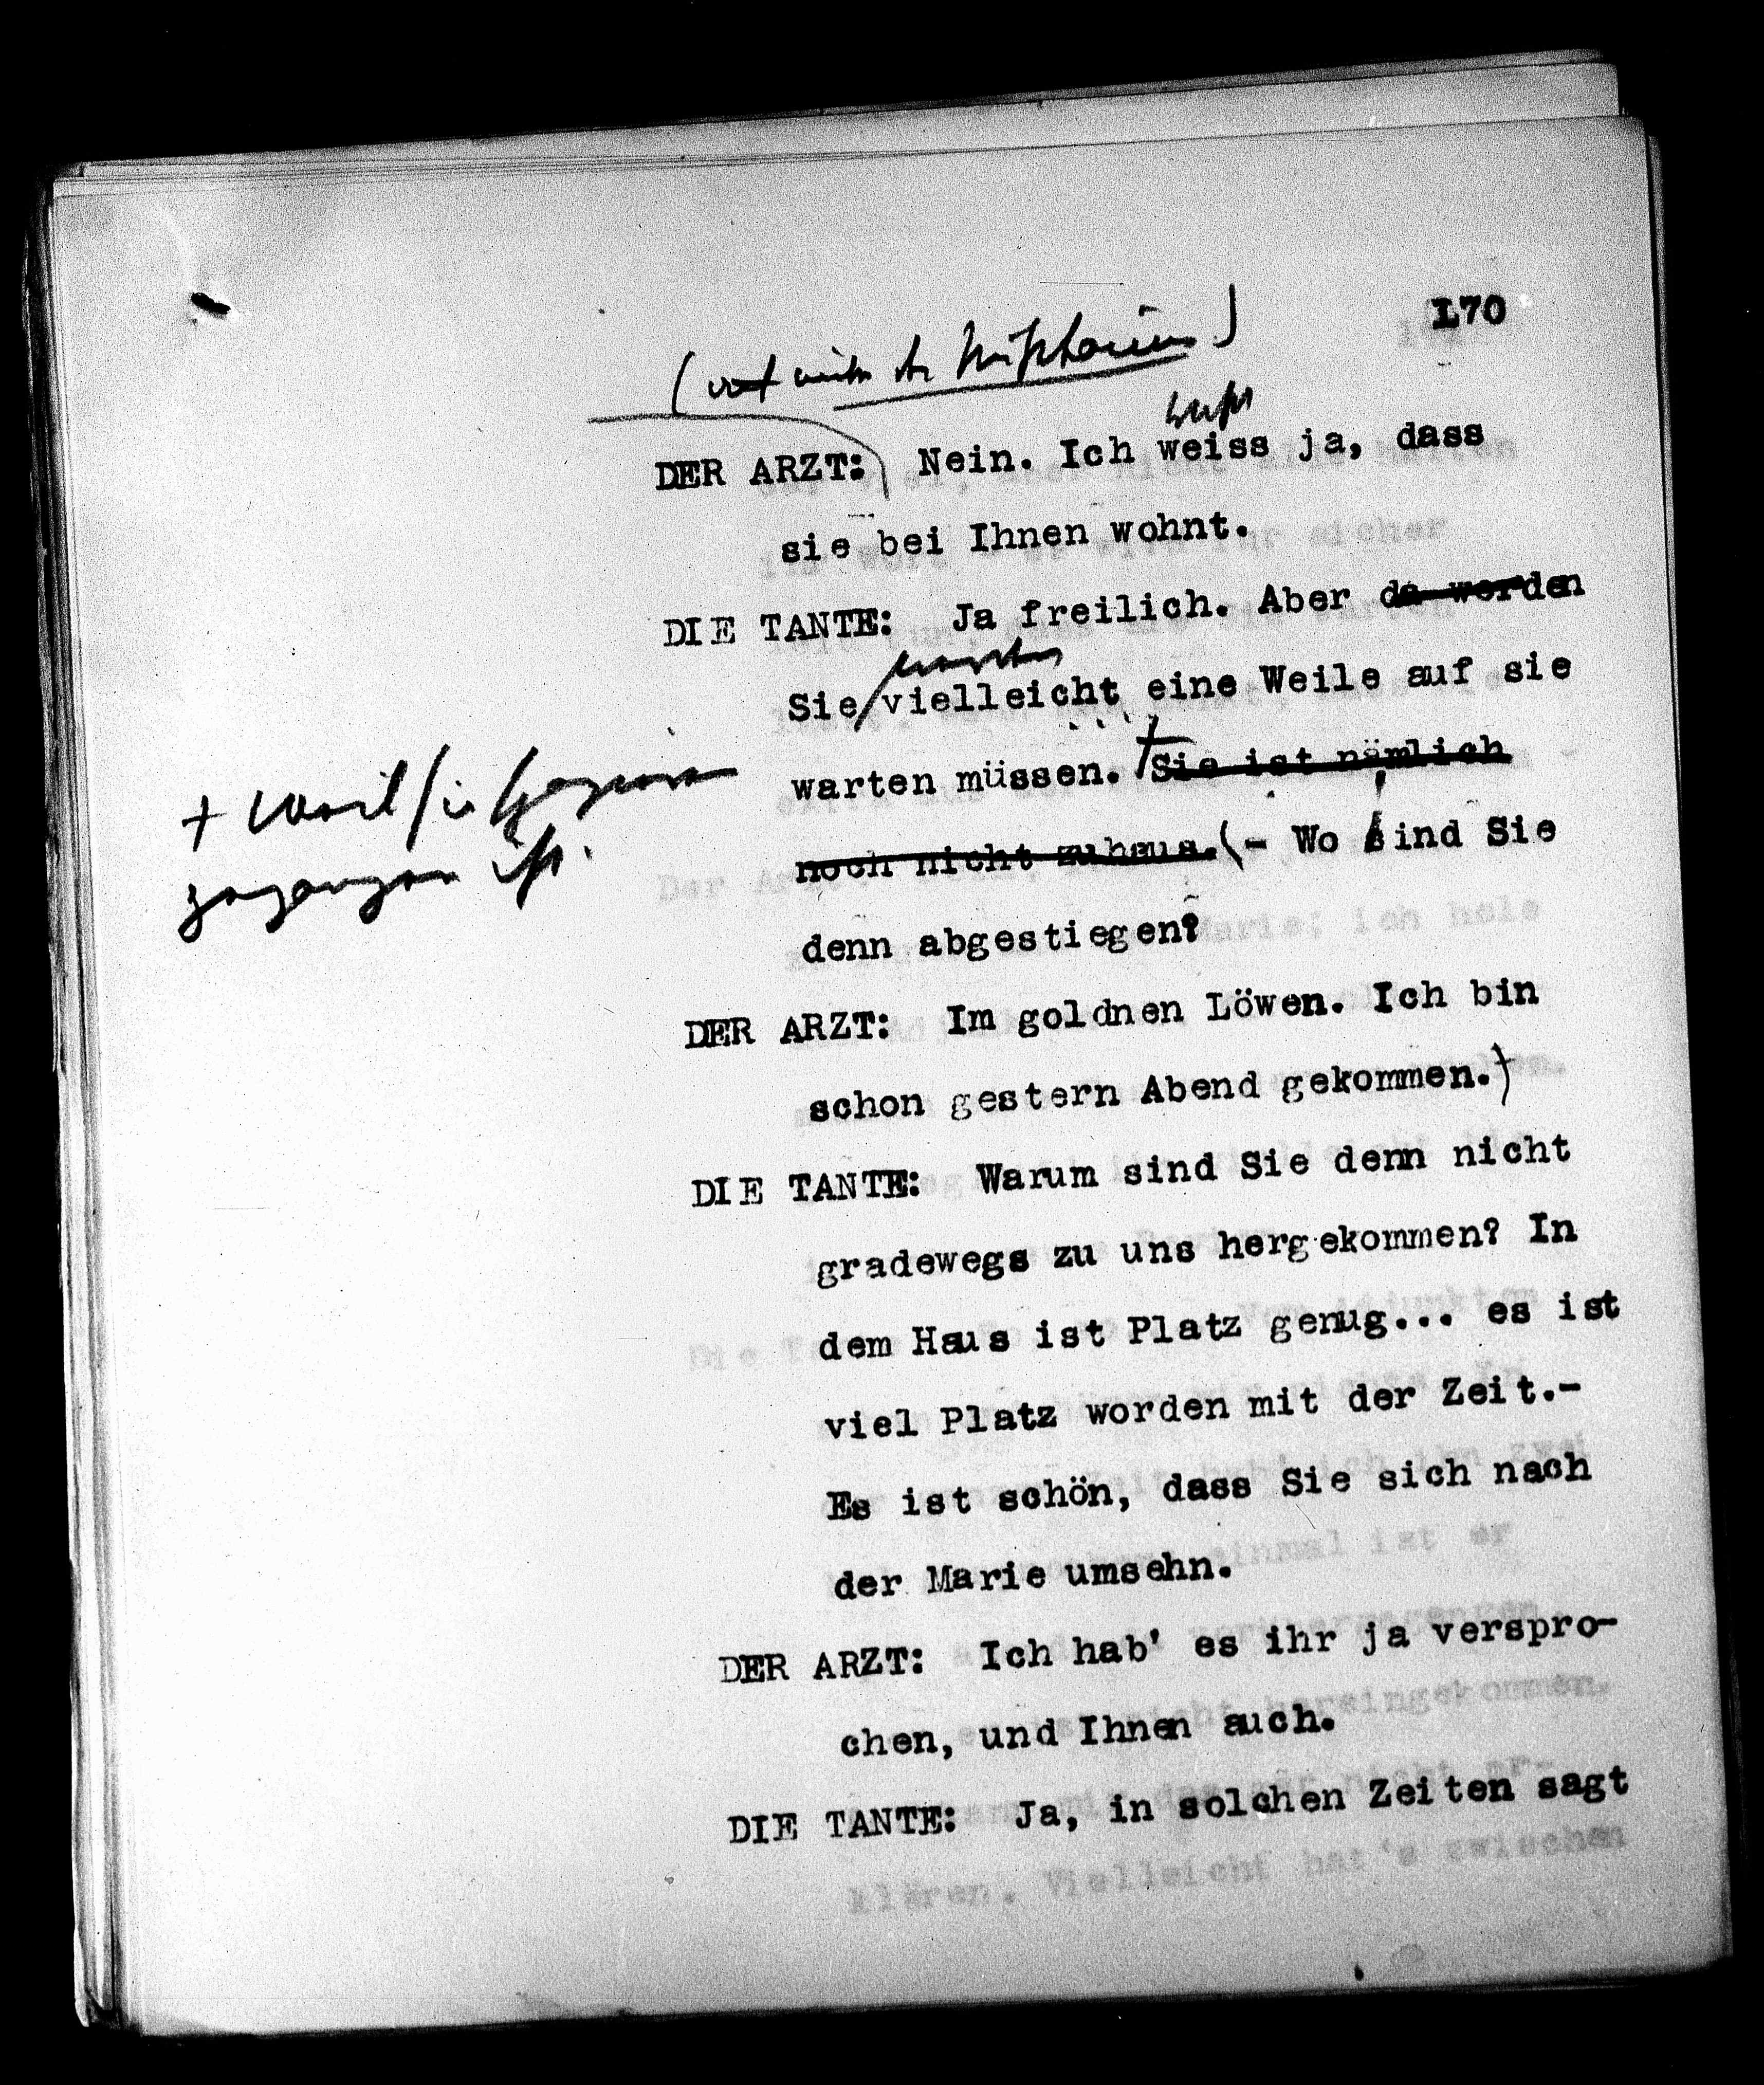 170
DER ARZT: Nein. Ich weiss ja, dass
sie bei Ihnen wohnt.
DIE TANTE: Ja freilich. Aber da werden
Sie vielleicht eine Weile auf sie
warten müssen. Sie ist nämlich
+ weil sie
noch nicht zuhaus. (- Wo sind Sie
gegangen ist.
denn abgestiegen?
DER ARZT: Im goldnen Löwen. Ich bin
schon gestern Abend gekommen.)
DIE TANTE: Warum sind Sie denn nicht
gradewegs zu uns hergekommen? In
dem Haus ist Platz genug... es ist
viel Platz worden mit der Zeit.-
Es ist schön, dass Sie sich nach
der Marie umsehn.
DER ARZT: Ich hab' es ihr ja verspro-
chen, und Ihnen auch.
DIE TANTE: Ja, in solchen Zeiten sagt